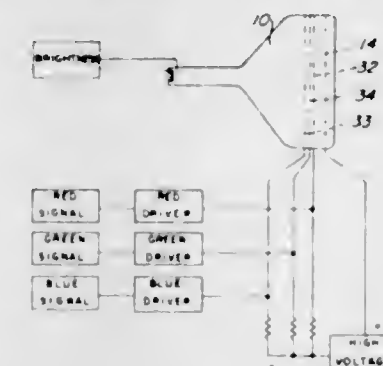 10
BRIGHTNESS
14
32
34
33
RED
SIGNAL
RED
DRIVER
GREEN
SIGNAL
GREEN
DRIVER
BLUE
SIGNAL
BLUE
DRIVER
HIGH
VOLTAG